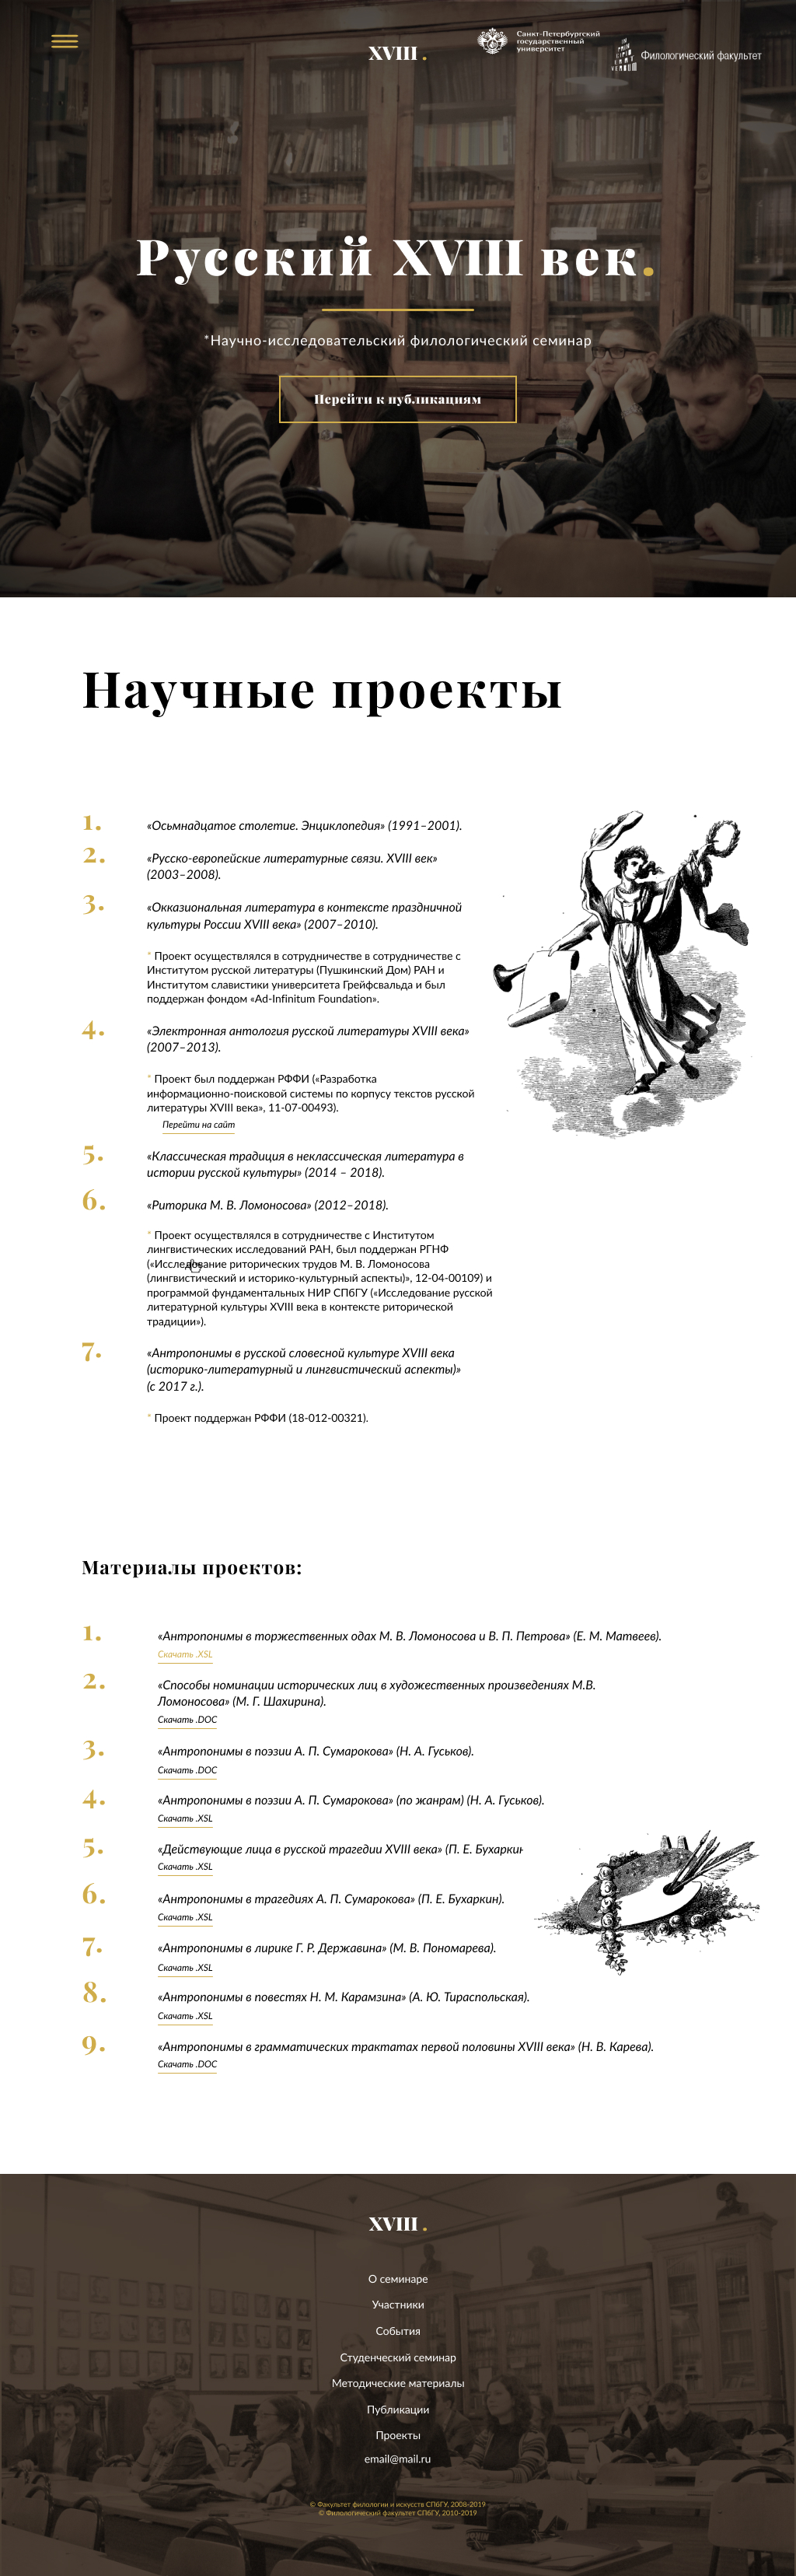 XVIII .
Санкт-Петербургский
государственный
университет
Филологический факультет
Русский XVIII век.
*Научно-исследовательский филологический семинар
Перейти к публикациям
Научные проекты
1. «Осьмнадцатое столетие. Энциклопедия» (1991–2001).
2. «Русско-европейские литературные связи. XVIII век»
(2003–2008).
3. «Окказиональная литература в контексте праздничной
культуры России XVIII века» (2007–2010).
* Проект осуществлялся в сотрудничестве в сотрудничестве с
Институтом русской литературы (Пушкинский Дом) РАН и
Институтом славистики университета Грейфсвальда и был
поддержан фондом «Ad-Infinitum Foundation».
4. «Электронная антология русской литературы XVIII века»
(2007–2013).
* Проект был поддержан РФФИ («Разработка
информационно-поисковой системы по корпусу текстов русской
литературы XVIII века», 11-07-00493).
Перейти на сайт
5. «Классическая традиция в неклассическая литература в
истории русской культуры» (2014 – 2018).
6. «Риторика М. В. Ломоносова» (2012–2018).
* Проект осуществлялся в сотрудничестве с Институтом
лингвистических исследований РАН, был поддержан РГНФ
(«Исследование риторических трудов М. В. Ломоносова
(лингвистический и историко-культурный аспекты)», 12-04-00109) и
программой фундаментальных НИР СПбГУ («Исследование русской
литературной культуры XVIII века в контексте риторической
традиции»).
7. «Антропонимы в русской словесной культуре XVIII века
(историко-литературный и лингвистический аспекты)»
(с 2017 г.).
* Проект поддержан РФФИ (18-012-00321).
Материалы проектов:
1. «Антропонимы в торжественных одах М. В. Ломоносова и В. П. Петрова» (Е. М. Матвеев).
Скачать .XSL
2. «Способы номинации исторических лиц в художественных произведениях М.В.
Ломоносова» (М. Г. Шахирина).
Скачать .DOC
3. «Антропонимы в поэзии А. П. Сумарокова» (Н. А. Гуськов).
Скачать .DOC
4. «Антропонимы в поэзии А. П. Сумарокова» (по жанрам) (Н. А. Гуськов).
Скачать .XSL
5. «Действующие лица в русской трагедии XVIII века» (П. Е. Бухаркин
Скачать .XSL
6. «Антропонимы в трагедиях А. П. Сумарокова» (П. Е. Бухаркин).
Скачать .XSL
7. «Антропонимы в лирике Г. Р. Державина» (М. В. Пономарева).
Скачать .XSL
8. «Антропонимы в повестях Н. М. Карамзина» (А. Ю. Тираспольская).
Скачать .XSL
9. «Антропонимы в грамматических трактатах первой половины XVIII века» (Н. В. Карева).
Скачать .DOC
XVIII .
О семинаре
Участники
События
Студенческий семинар
Методические материалы
Публикации
Проекты
email@mail.ru
© Факультет филологии и искусств СПбГУ, 2008-2019
© Филологический факультет СПбГУ, 2010-2019